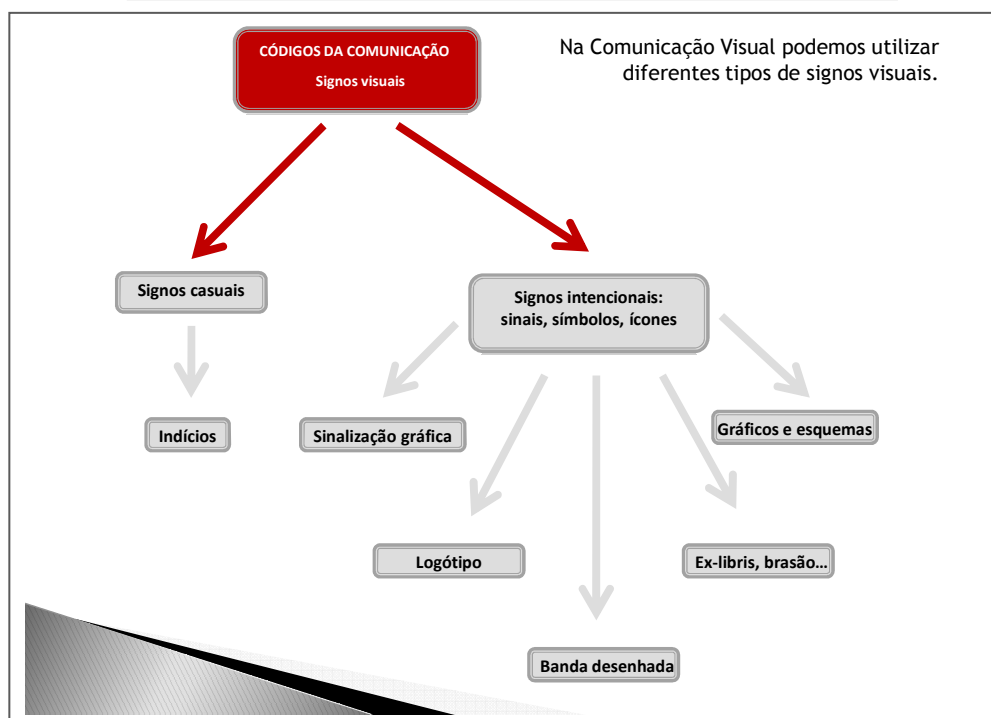 CÓDIGOS DA COMUNICAÇÃO
Signos visuais
Na Comunicação Visual podemos utilizar
diferentes tipos de signos visuais.
Signos casuais
Signos intencionais:
sinais, símbolos, ícones
Indícios
Sinalização gráfica
Gráficos e esquemas
Logótipo
Ex-libris, brasão...
Banda desenhada